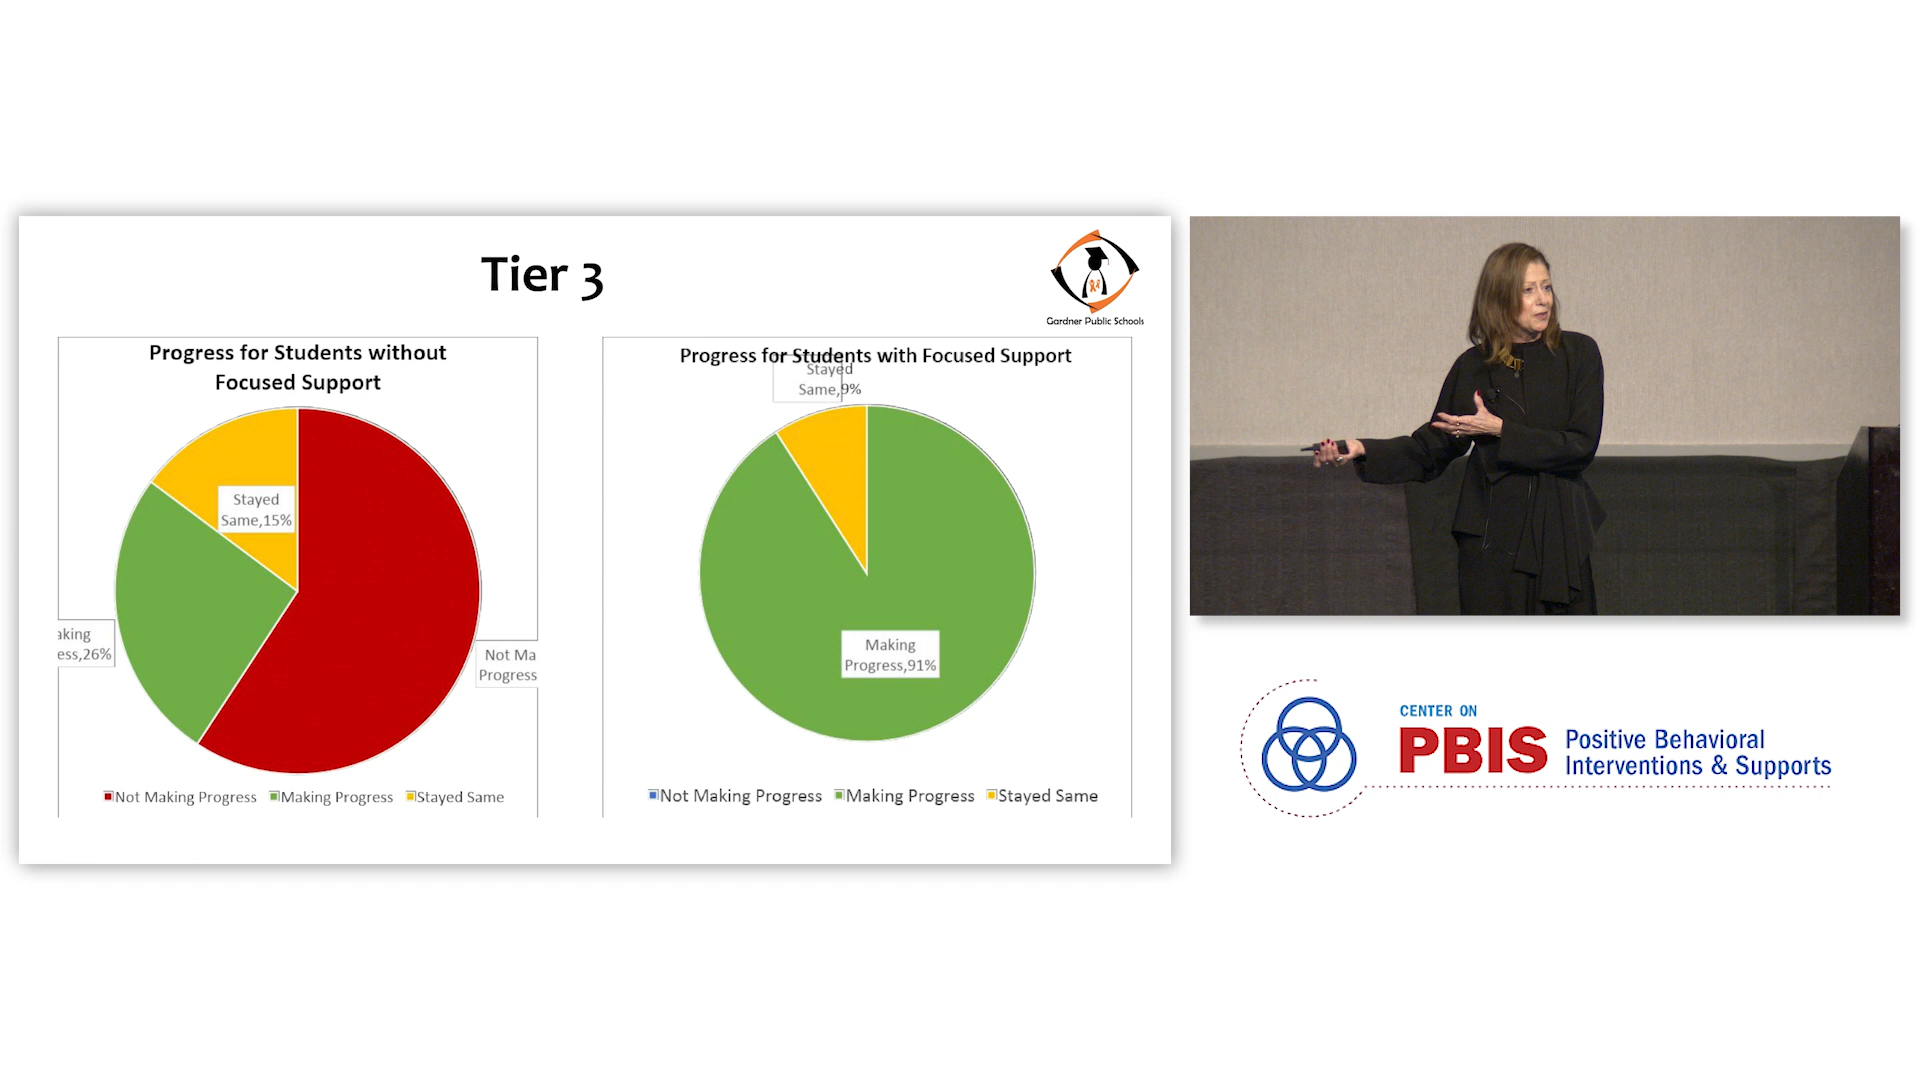 Tier 3
Gardner Public Schools
Progress for Students without
Focused Support
Stayed
Same,15%
aking
ess,26%
Not Ma
Progress
Not Making Progress Making Progress Stayed Same
Progress for Students with Focused Support
Stayed
Same,9%
Making
Progress,91%
Not Making Progress Making Progress Stayed Same
CENTER ON
PBIS
Positive Behavioral
Interventions & Supports